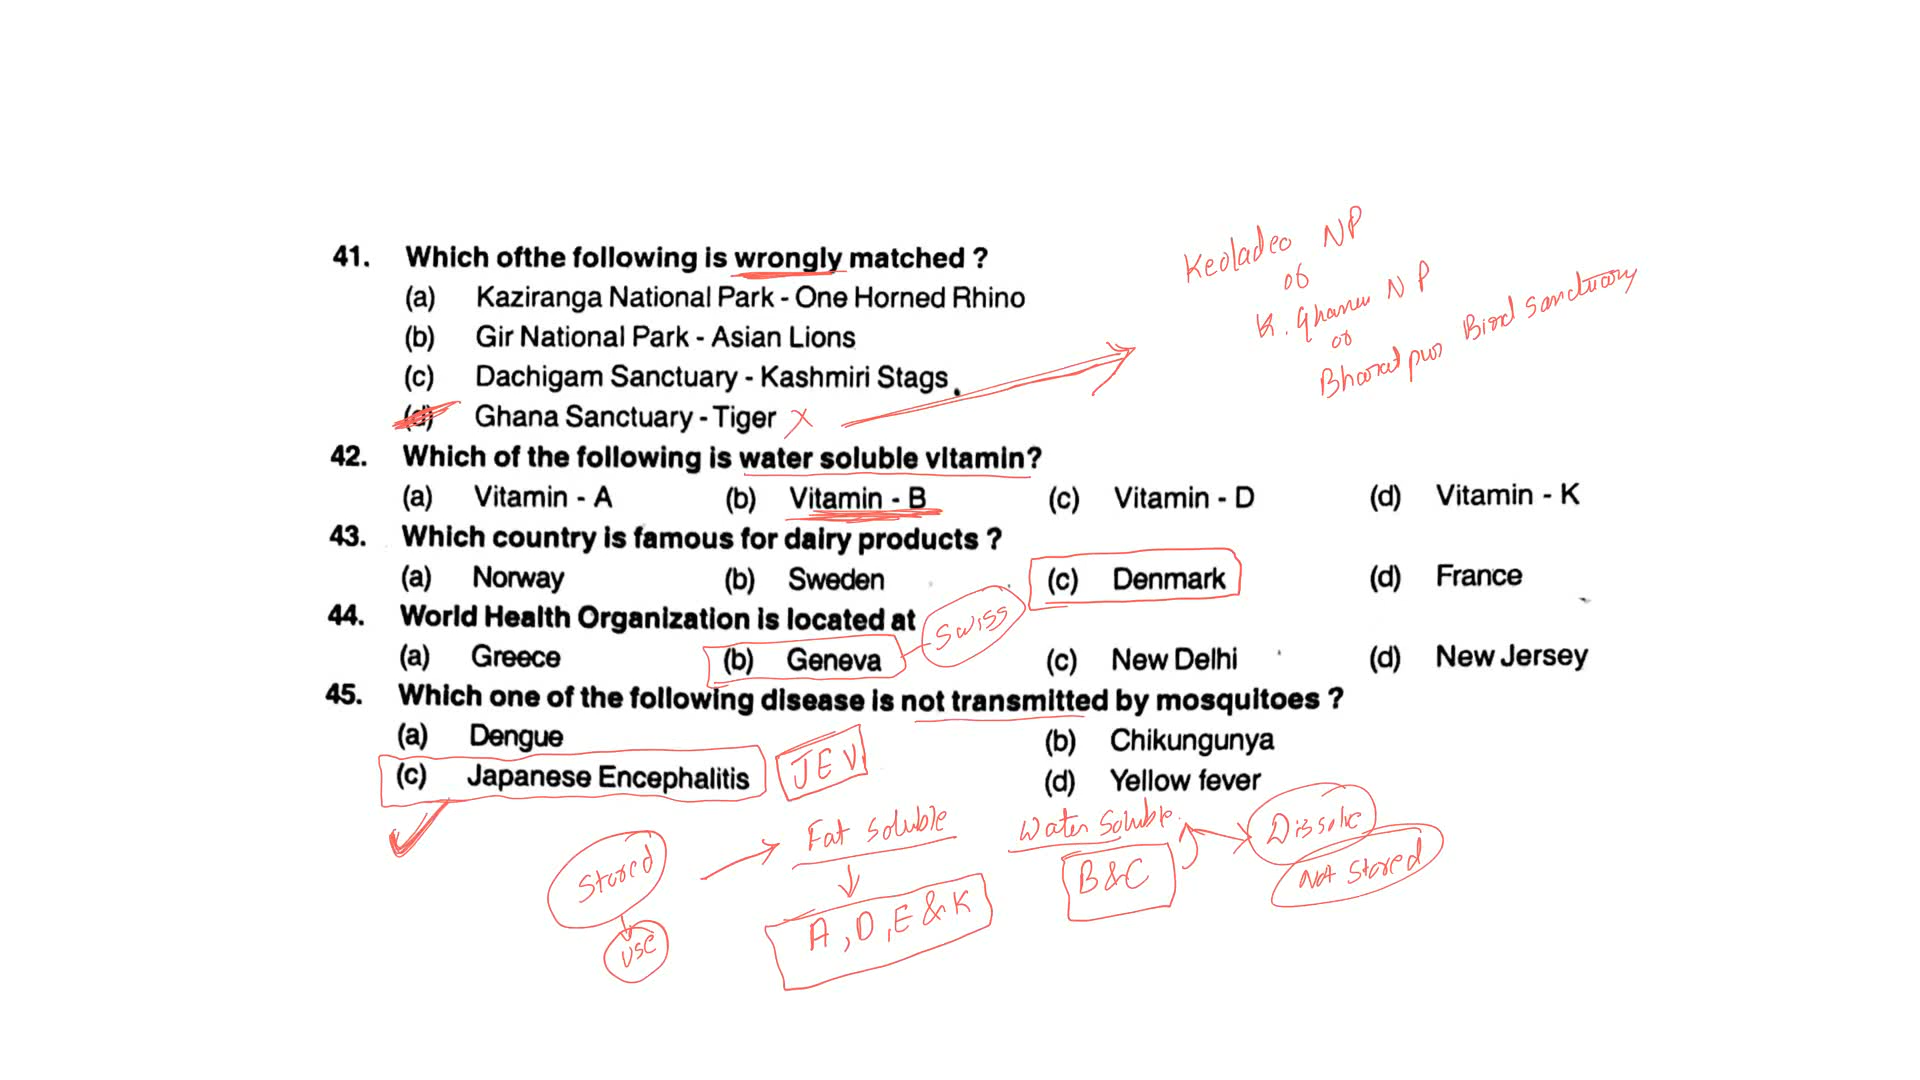 41. Which ofthe following is wrongly matched ?
(a) Kaziranga National Park - One Horned Rhino
(b) Gir National Park - Asian Lions
(c) Dachigam Sanctuary - Kashmiri Stags
(d) Ghana Sanctuary - Tiger X
Keoladeo NP
or
K. Ghana NP
or
Bharatpur Bird Sanctuary
42. Which of the following is water soluble vitamin?
(a) Vitamin - A (b) Vitamin - B (c) Vitamin - D (d) Vitamin - K
43. Which country is famous for dairy products ?
(a) Norway (b) Sweden (c) Denmark (d) France
44. World Health Organization is located at
(a) Greece (b) Geneva (c) New Delhi (d) New Jersey
Swiss
45. Which one of the following disease is not transmitted by mosquitoes ?
(a) Dengue (b) Chikungunya
(c) Japanese Encephalitis (d) Yellow fever
JEV
Stored
use
Fat Soluble
A, D, E & K
Water Soluble
B & C
Dissolve
Not Stored